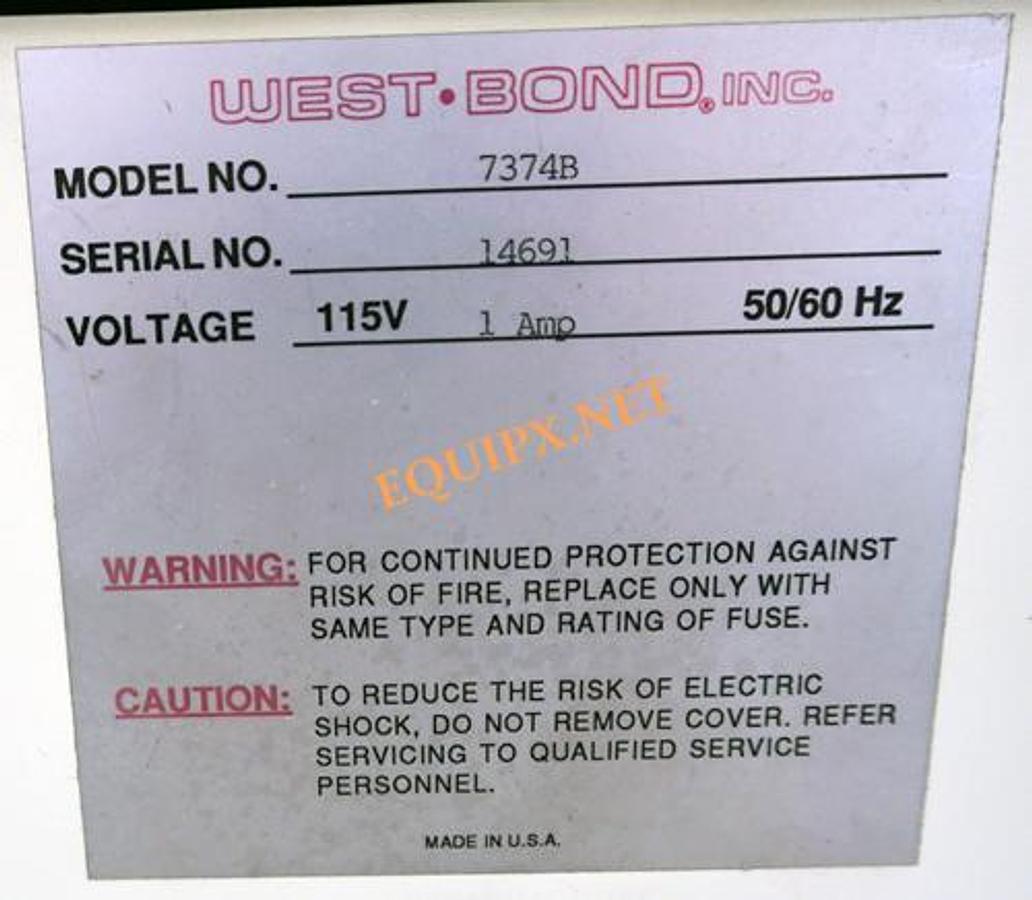 WEST•BOND® INC.
MODEL NO. 7374B
SERIAL NO. 14691
VOLTAGE 115V 1 Amp 50/60 Hz
EQUIPX.NET
WARNING: FOR CONTINUED PROTECTION AGAINST
RISK OF FIRE, REPLACE ONLY WITH
SAME TYPE AND RATING OF FUSE.
CAUTION: TO REDUCE THE RISK OF ELECTRIC
SHOCK, DO NOT REMOVE COVER. REFER
SERVICING TO QUALIFIED SERVICE
PERSONNEL.
MADE IN U.S.A.